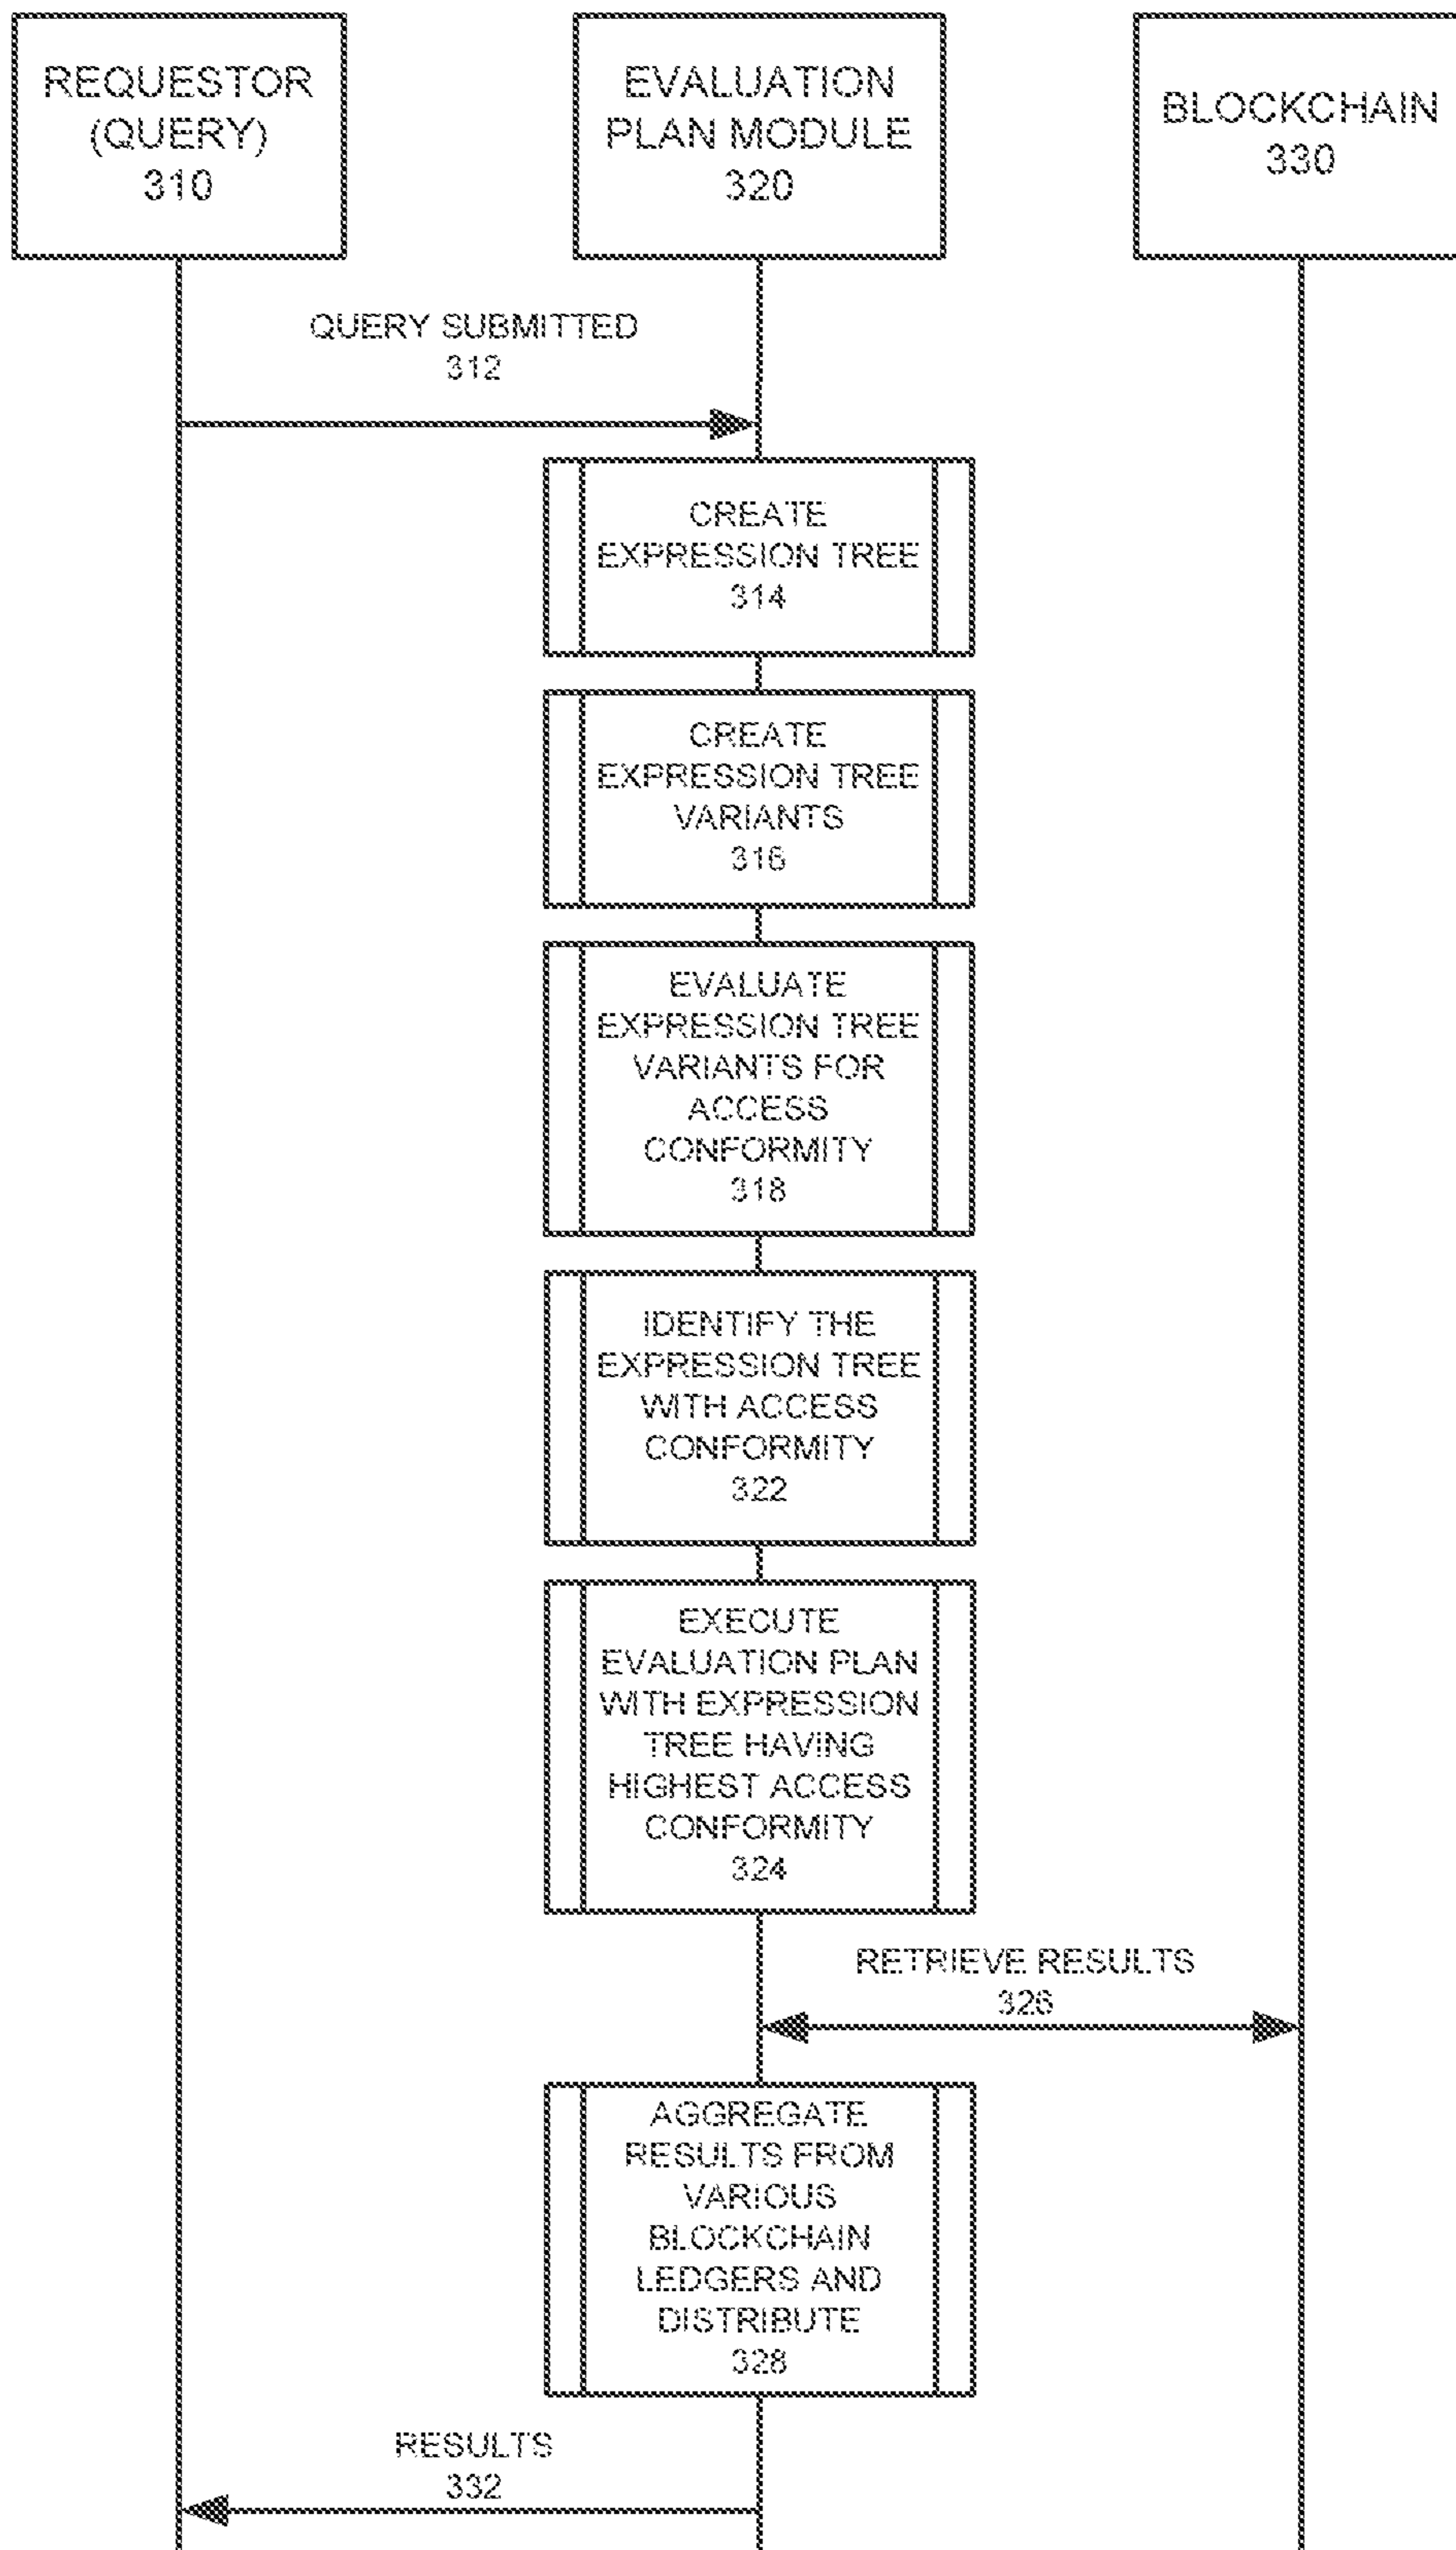 REQUESTOR
(QUERY)
310
EVALUATION
PLAN MODULE
320
BLOCKCHAIN
330
QUERY SUBMITTED
312
CREATE
EXPRESSION TREE
314
CREATE
EXPRESSION TREE
VARIANTS
316
EVALUATE
EXPRESSION TREE
VARIANTS FOR
ACCESS
CONFORMITY
318
IDENTIFY THE
EXPRESSION TREE
WITH ACCESS
CONFORMITY
322
EXECUTE
EVALUATION PLAN
WITH EXPRESSION
TREE HAVING
HIGHEST ACCESS
CONFORMITY
324
RETRIEVE RESULTS
326
AGGREGATE
RESULTS FROM
VARIOUS
BLOCKCHAIN
LEDGERS AND
DISTRIBUTE
328
RESULTS
332